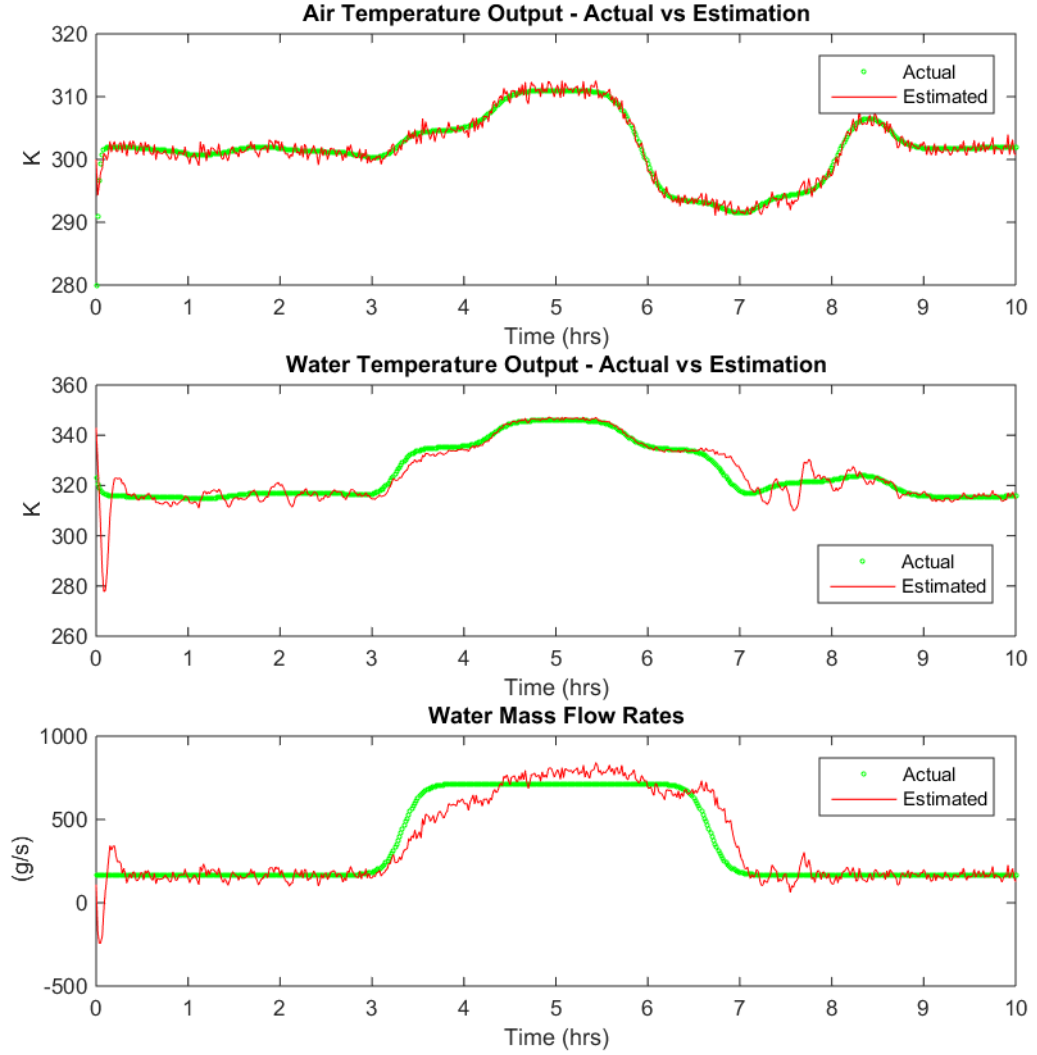 Air Temperature Output - Actual vs Estimation
320
310
300
290
280
K
Actual
Estimated
0 1 2 3 4 5 6 7 8 9 10
Time (hrs)
Water Temperature Output - Actual vs Estimation
360
340
320
300
280
260
K
Actual
Estimated
0 1 2 3 4 5 6 7 8 9 10
Time (hrs)
Water Mass Flow Rates
1000
500
0
-500
(g/s)
Actual
Estimated
0 1 2 3 4 5 6 7 8 9 10
Time (hrs)